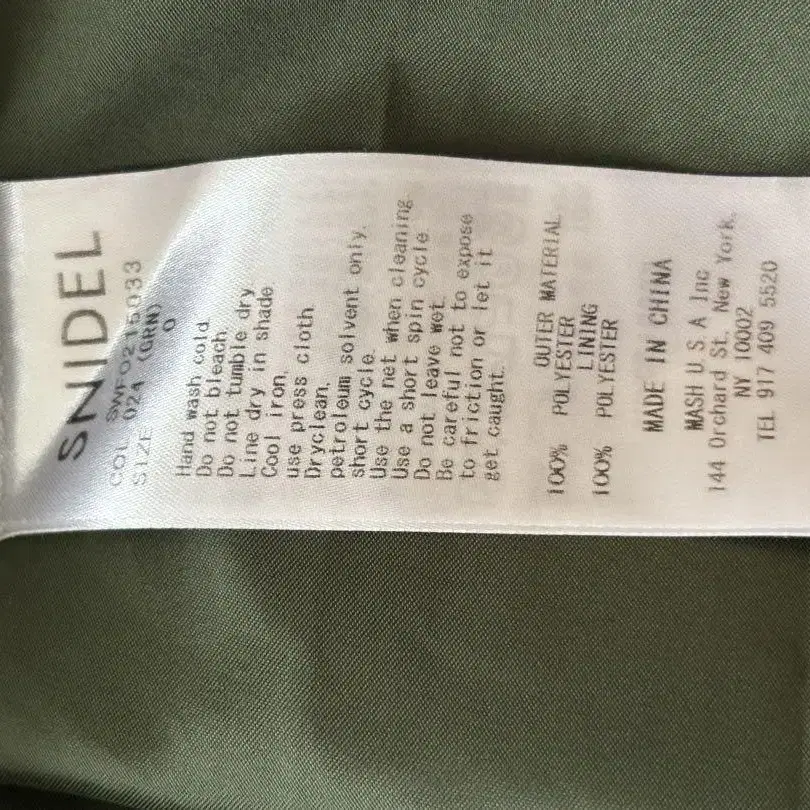 SNIDEL
SWFO215033
COL 024 (GRN)
SIZE 0
Hand wash cold
Do not bleach.
Do not tumble dry
Line dry in shade
Cool iron.
use press cloth
Dryclean.
petroleum solvent only.
short cycle.
Use the net when cleaning.
Use a short spin cycle
Do not leave wet.
Be careful not to expose
to friction or let it
get caught.
OUTER MATERIAL
100% POLYESTER
LINING
100% POLYESTER
MADE IN CHINA
MASH U S A Inc
144 Orchard St. New York,
NY 10002
TEL 917 409 5520